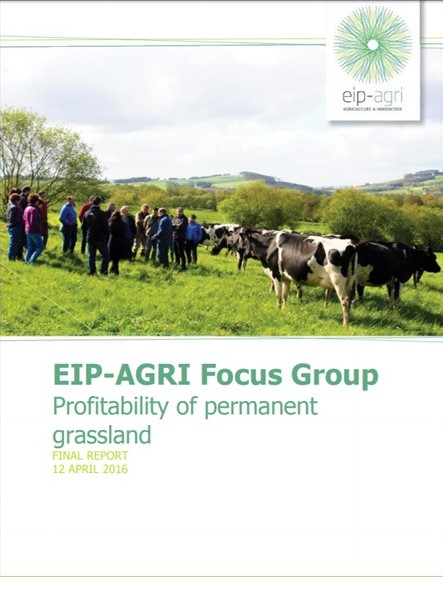 eip-agri
AGRICULTURE & INNOVATION
EIP-AGRI Focus Group
Profitability of permanent
grassland
FINAL REPORT
12 APRIL 2016